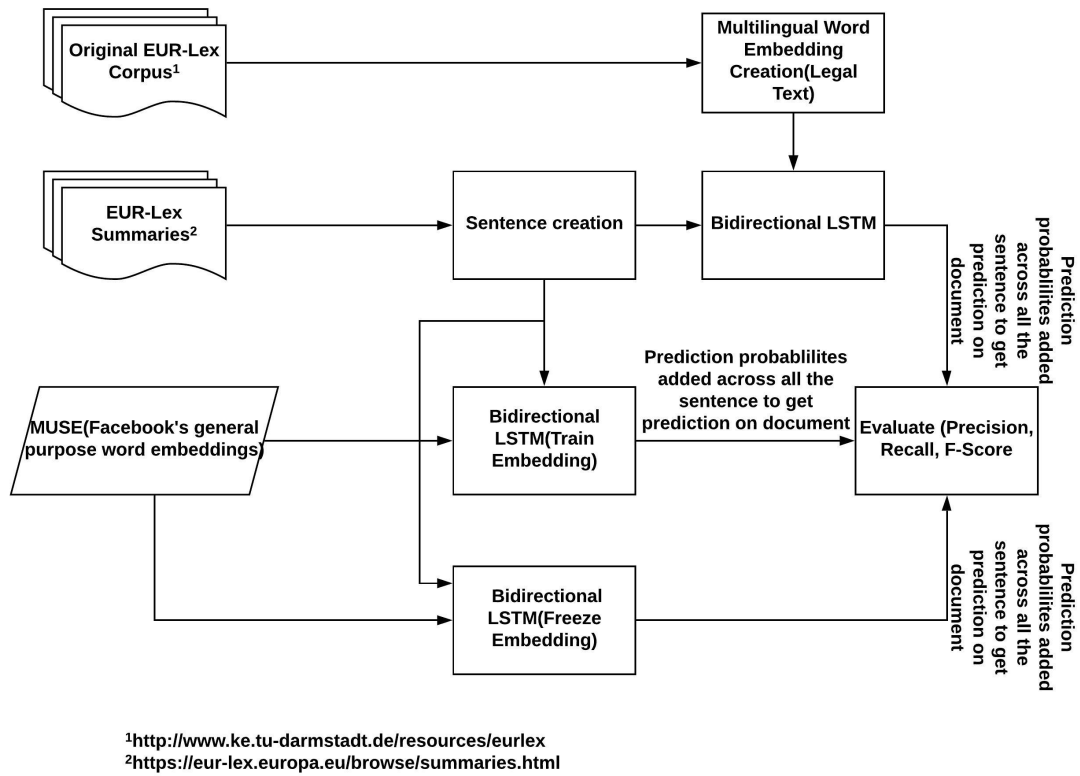 Original EUR-Lex
Corpus¹
Multilingual Word
Embedding
Creation(Legal
Text)
EUR-Lex
Summaries²
Sentence creation
Bidirectional LSTM
Prediction
probablilites added
across all the
sentence to get
prediction on
document
MUSE(Facebook's general
purpose word embeddings)
Bidirectional
LSTM(Train
Embedding)
Prediction probablilites
added across all the
sentence to get
prediction on document
Evaluate (Precision,
Recall, F-Score
Bidirectional
LSTM(Freeze
Embedding)
Prediction
probablilites added
across all the
sentence to get
prediction on
document
¹http://www.ke.tu-darmstadt.de/resources/eurlex
²https://eur-lex.europa.eu/browse/summaries.html